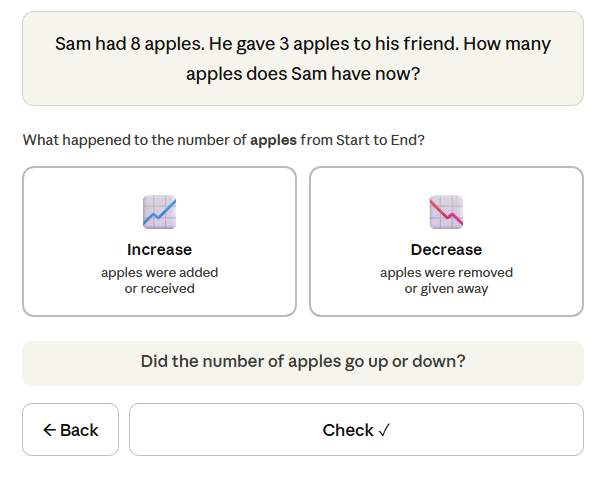 Sam had 8 apples. He gave 3 apples to his friend. How many
apples does Sam have now?
What happened to the number of apples from Start to End?
Increase
apples were added
or received
Decrease
apples were removed
or given away
Did the number of apples go up or down?
← Back
Check ✓